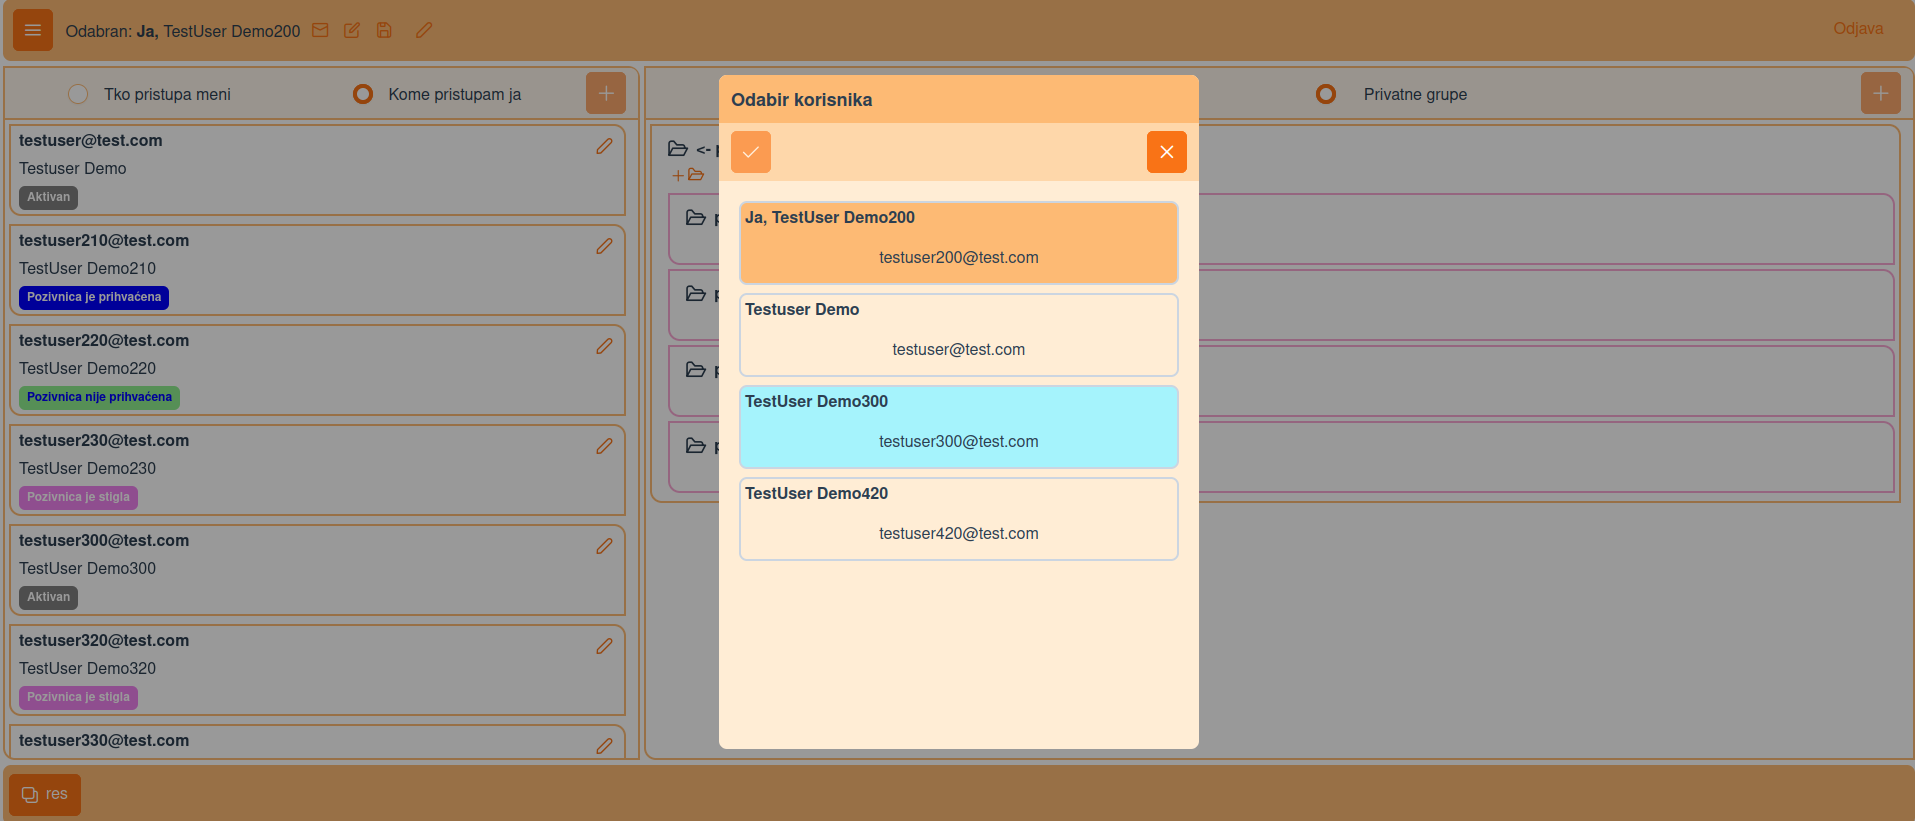 Odabran: Ja, TestUser Demo200
Odjava
Tko pristupa meni
Kome pristupam ja
Privatne grupe
testuser@test.com
Testuser Demo
Aktivan
testuser210@test.com
TestUser Demo210
Pozivnica je prihvaćena
testuser220@test.com
TestUser Demo220
Pozivnica nije prihvaćena
testuser230@test.com
TestUser Demo230
Pozivnica je stigla
testuser300@test.com
TestUser Demo300
Aktivan
testuser320@test.com
TestUser Demo320
Pozivnica je stigla
testuser330@test.com
<-
Odabir korisnika
Ja, TestUser Demo200
testuser200@test.com
Testuser Demo
testuser@test.com
TestUser Demo300
testuser300@test.com
TestUser Demo420
testuser420@test.com
res